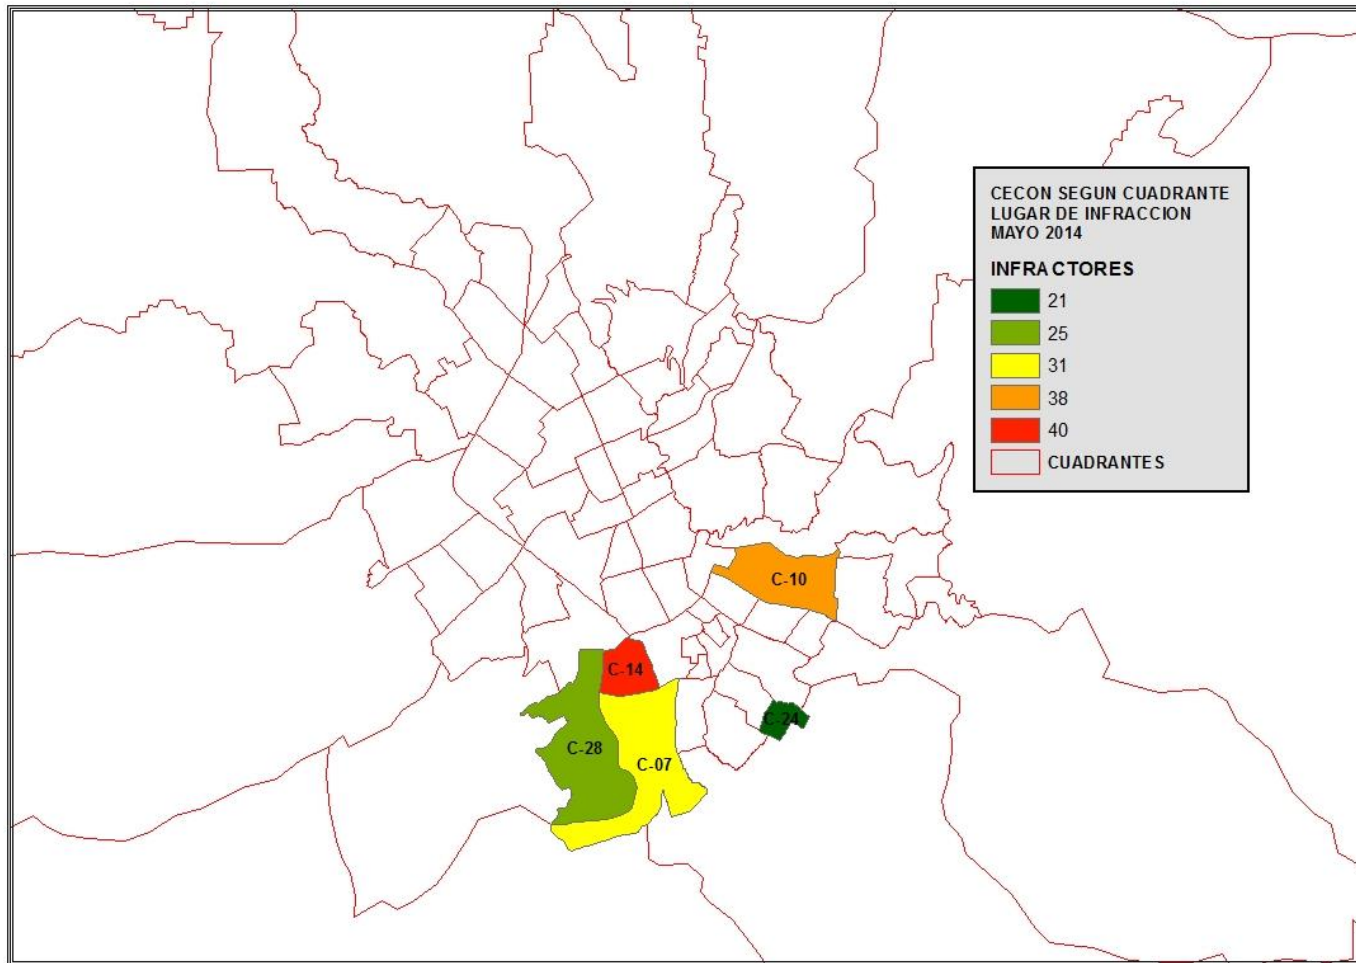 CECON SEGUN CUADRANTE
LUGAR DE INFRACCION
MAYO 2014
INFRACTORES
21
25
31
38
40
CUADRANTES
C-10
C-14
C-24
C-28
C-07